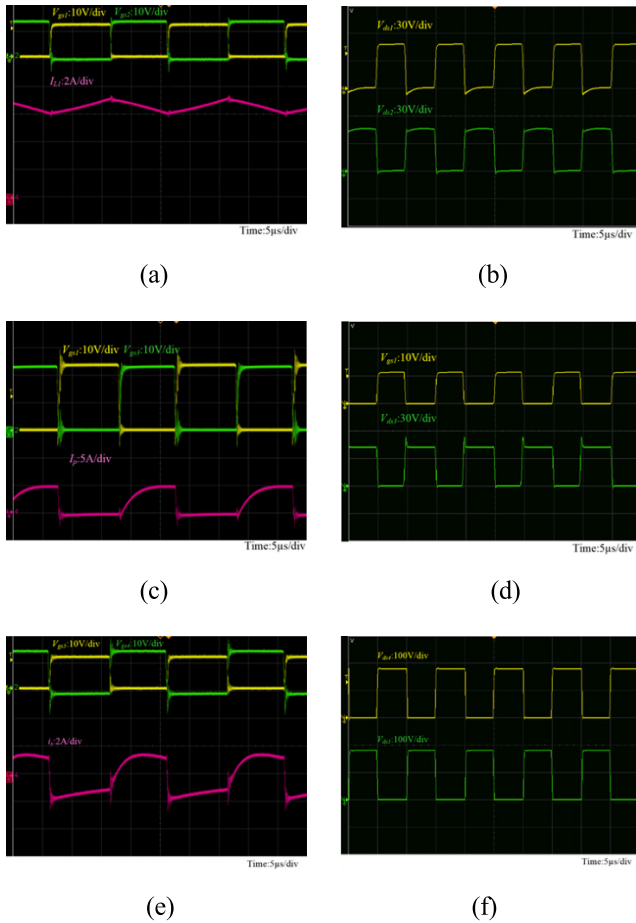 Vgs1:10V/div Vgs2:10V/div
IL1:2A/div
Time:5µs/div
(a)
Vds1:30V/div
Vds2:30V/div
Time:5µs/div
(b)
Vgs1:10V/div Vgs1:10V/div
Ip:5A/div
Time:5µs/div
(c)
Vgs1:10V/div
Vds1:30V/div
Time:5µs/div
(d)
Vgs3:10V/div Vgs4:10V/div
is:2A/div
Time:5µs/div
(e)
Vds4:100V/div
Vds3:100V/div
Time:5µs/div
(f)